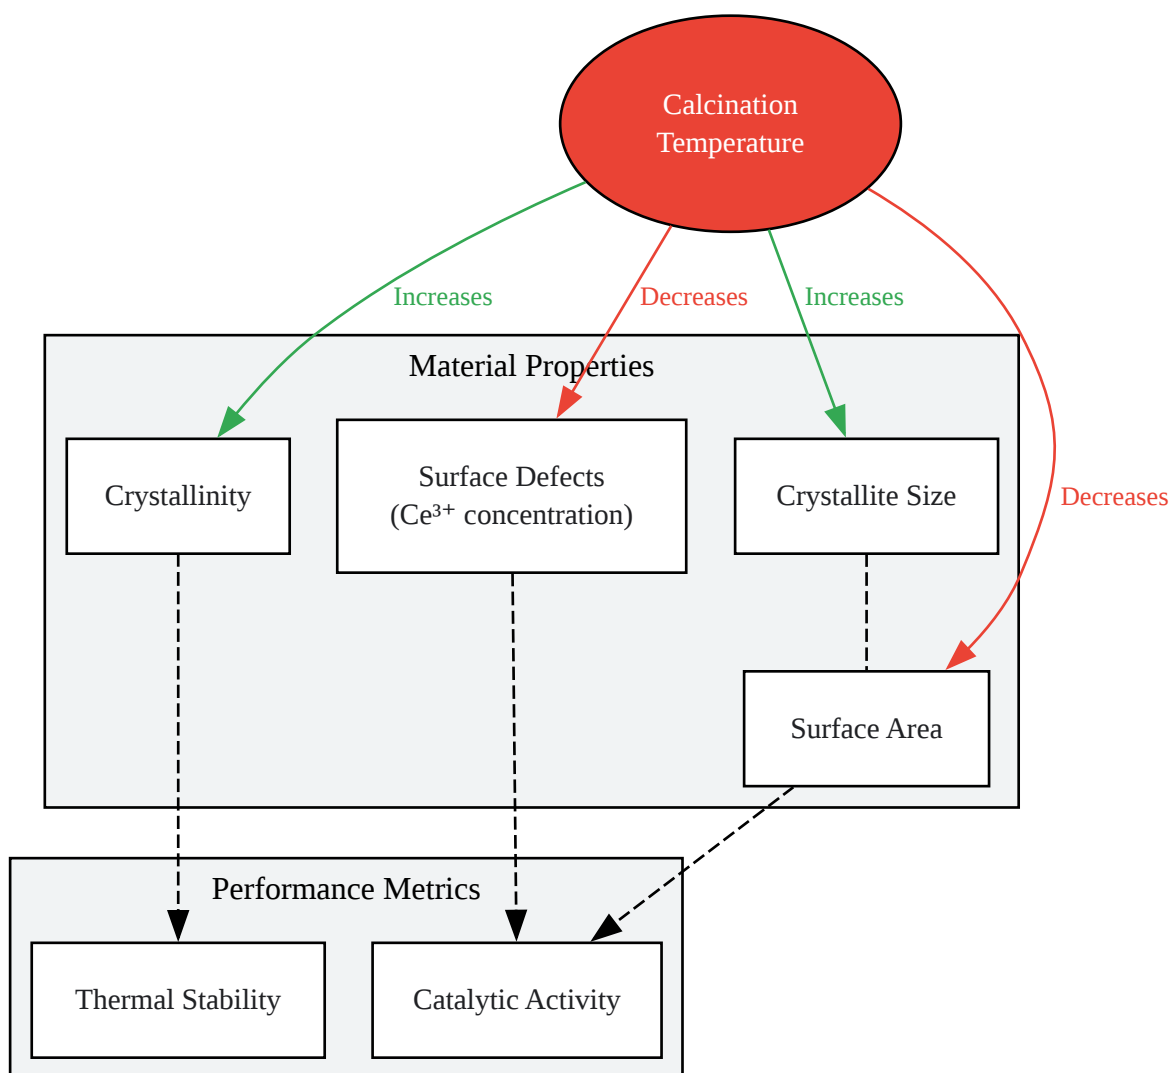 Calcination
Temperature
Increases
Decreases
Increases
Material Properties
Crystallinity
Surface Defects
(Ce³⁺ concentration)
Crystallite Size
Decreases
Surface Area
Performance Metrics
Thermal Stability
Catalytic Activity